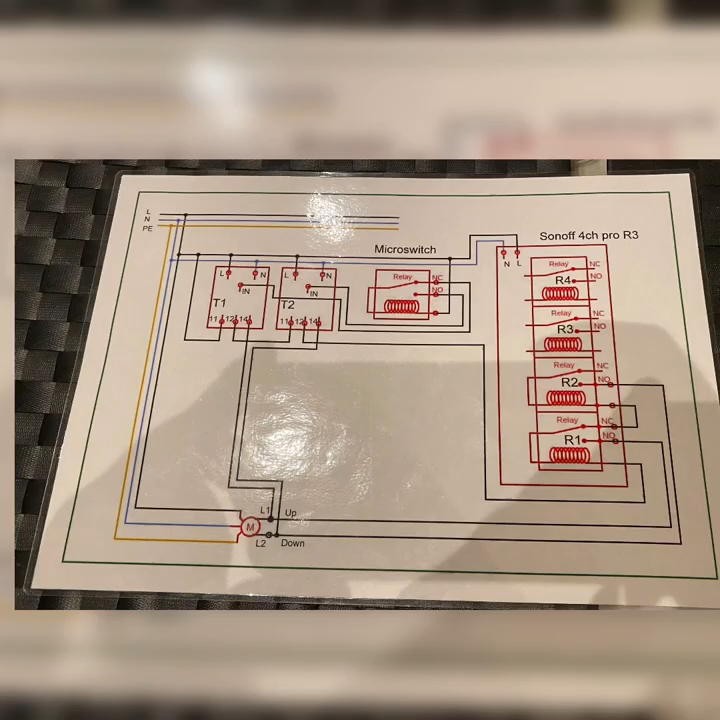 L
N
PE
Microswitch
Sonoff 4ch pro R3
N L
L N
IN
T1
11 12 14
L N
IN
T2
11 12 14
Relay NC
NO
Relay NC
NO
R4
Relay NC
NO
R3
Relay
NO
R2
Relay NC
NO
R1
L1 Up
M
L2 Down